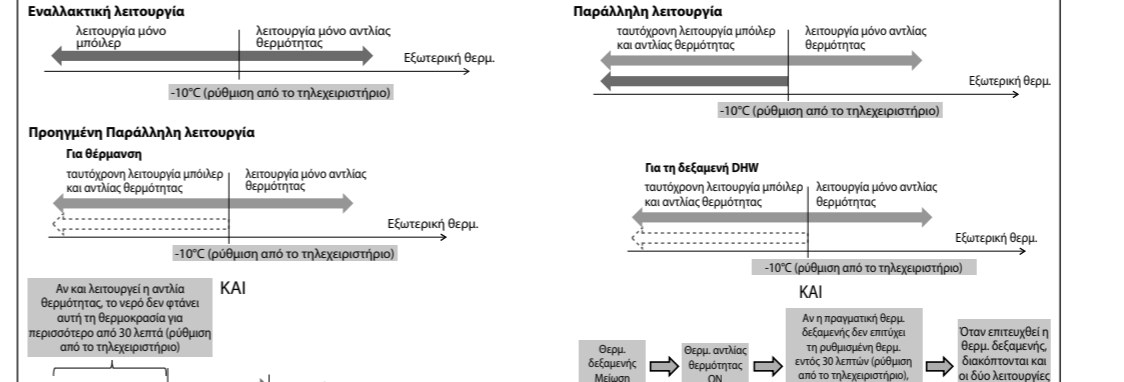 Εναλλακτική λειτουργία
λειτουργία μόνο
μπόιλερ
λειτουργία μόνο αντλίας
θερμότητας
Εξωτερική θερμ.
-10°C (ρύθμιση από το τηλεχειριστήριο)
Παράλληλη λειτουργία
ταυτόχρονη λειτουργία μπόιλερ
και αντλίας θερμότητας
λειτουργία μόνο αντλίας
θερμότητας
Εξωτερική θερμ.
-10°C (ρύθμιση από το τηλεχειριστήριο)
Προηγμένη Παράλληλη λειτουργία
Για θέρμανση
ταυτόχρονη λειτουργία μπόιλερ
και αντλίας θερμότητας
λειτουργία μόνο αντλίας
θερμότητας
Εξωτερική θερμ.
-10°C (ρύθμιση από το τηλεχειριστήριο)
ΚΑΙ
Αν και λειτουργεί η αντλία
θερμότητας, το νερό δεν φτάνει
αυτή τη θερμοκρασία για
περισσότερο από 30 λεπτά (ρύθμιση
από το τηλεχειριστήριο)
Για τη δεξαμενή DHW
ταυτόχρονη λειτουργία μπόιλερ
και αντλίας θερμότητας
λειτουργία μόνο αντλίας
θερμότητας
Εξωτερική θερμ.
-10°C (ρύθμιση από το τηλεχειριστήριο)
ΚΑΙ
Θερμ.
δεξαμενής
Μείωση
Θερμ. αντλίας
θερμότητας
ON
Αν η πραγματική θερμ.
δεξαμενής δεν επιτύχει
τη ρυθμισμένη θερμ.
εντός 30 λεπτών (ρύθμιση
από το τηλεχειριστήριο),
Όταν επιτευχθεί η
θερμ. δεξαμενής,
διακόπτονται και
οι δύο λειτουργίες